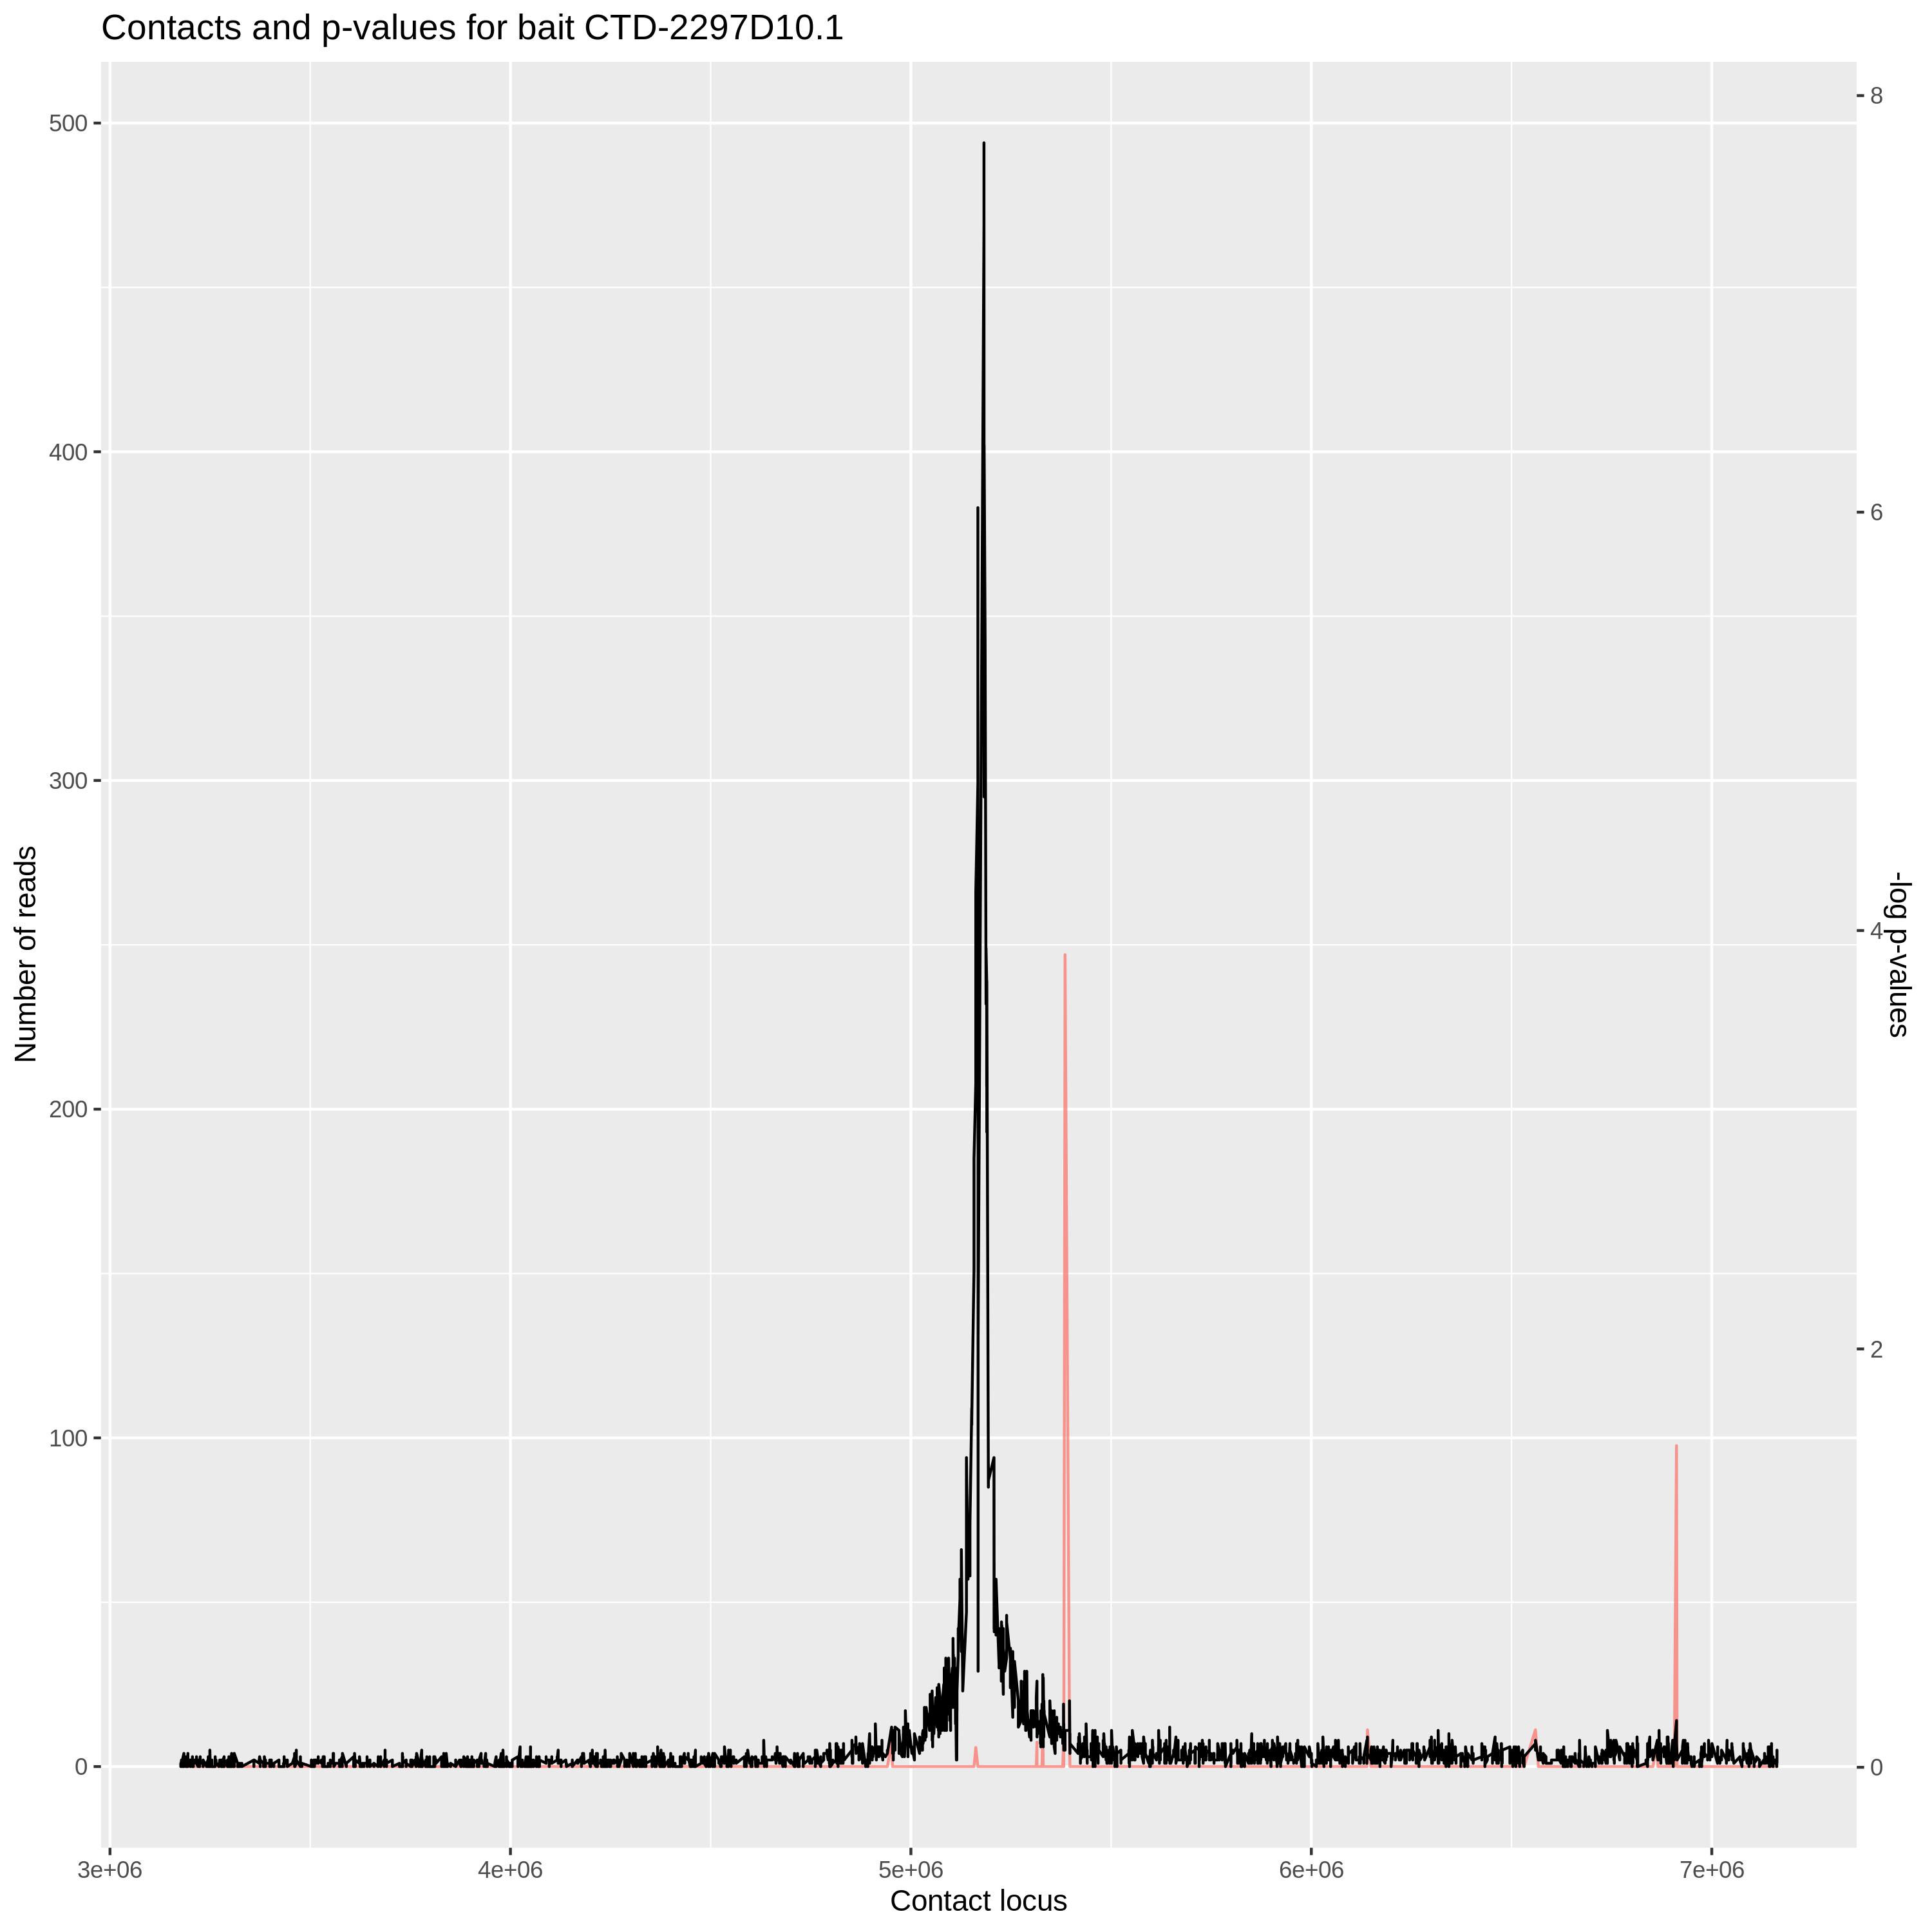 Contacts and p-values for bait CTD-2297D10.1
500
400
300
200
100
0
Number of reads
8
6
4
2
0
-log p-values
3e+06
4e+06
5e+06
6e+06
7e+06
Contact locus